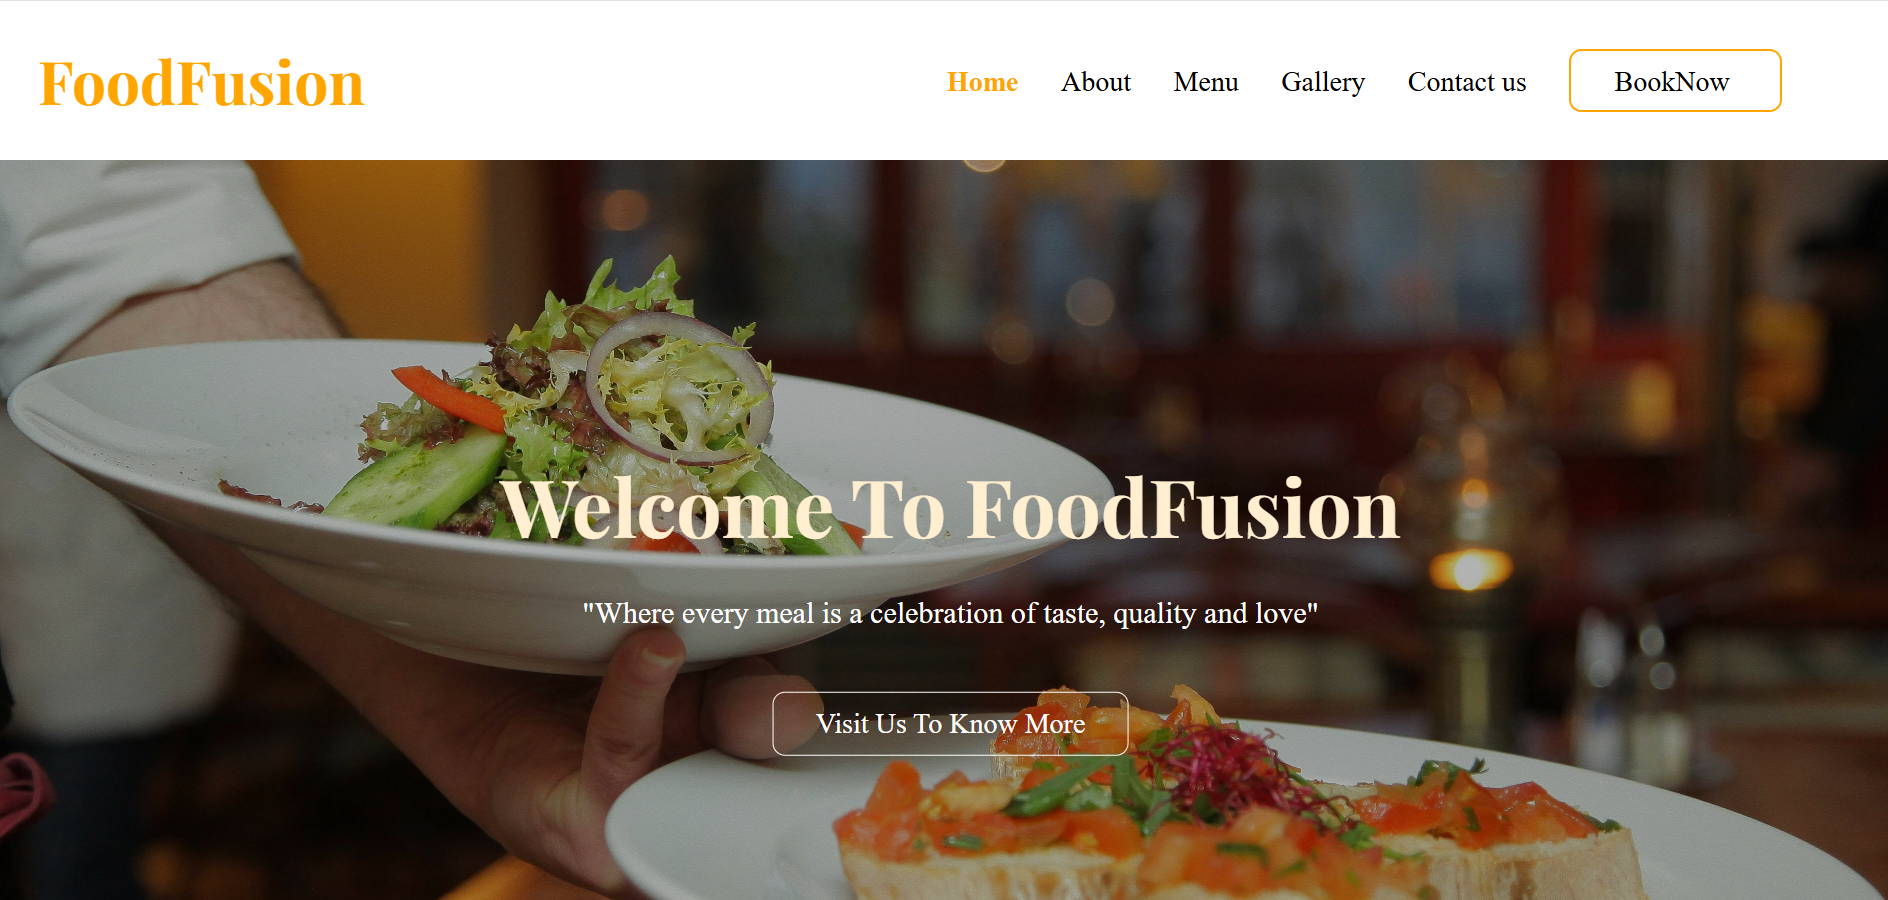 FoodFusion
Home About Menu Gallery Contact us BookNow
Welcome To FoodFusion
"Where every meal is a celebration of taste, quality and love"
Visit Us To Know More